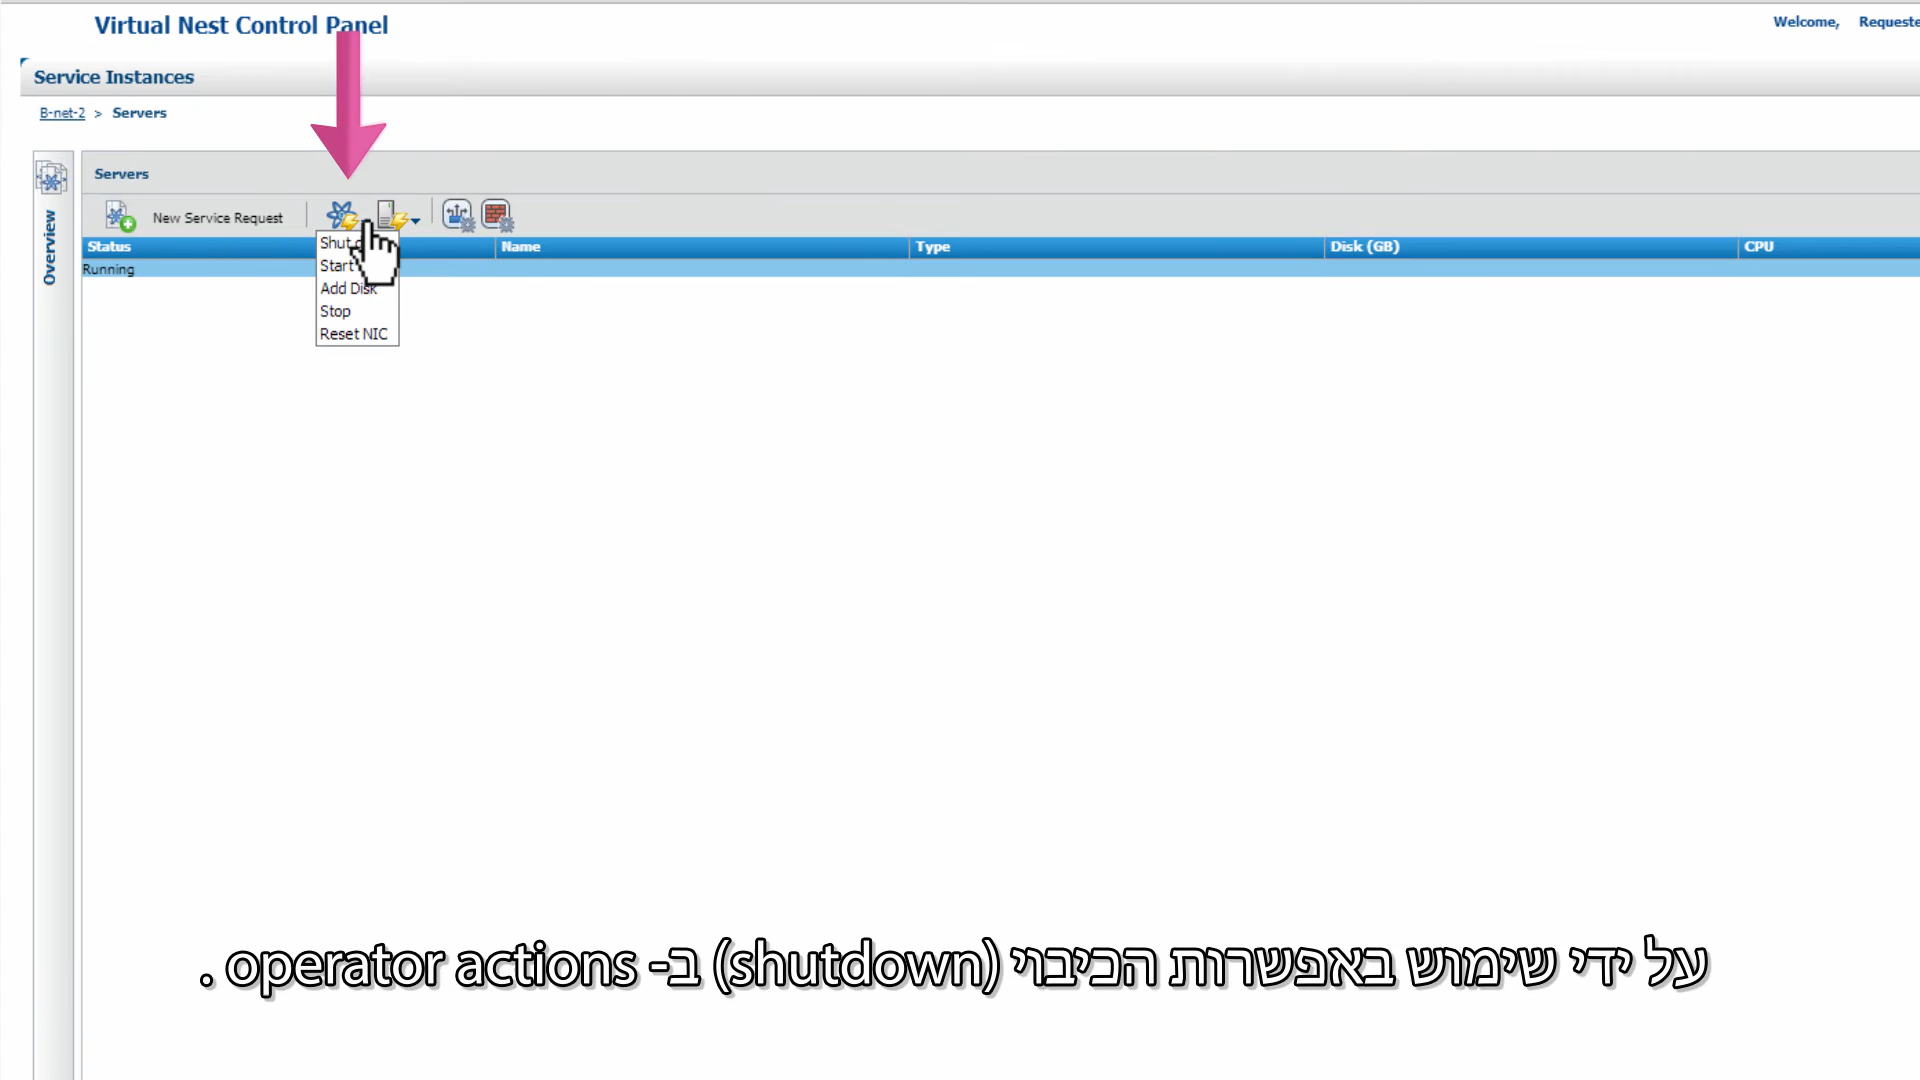 Virtual Nest Control Panel
Welcome,
Service Instances
B-net-2 > Servers
Servers
New Service Request
Status Name Type Disk (GB) CPU
Running
Start
Add Disk
Stop
Reset NIC
Overview
על ידי שימוש באפשרות הכיבוי (shutdown) ב- operator actions .